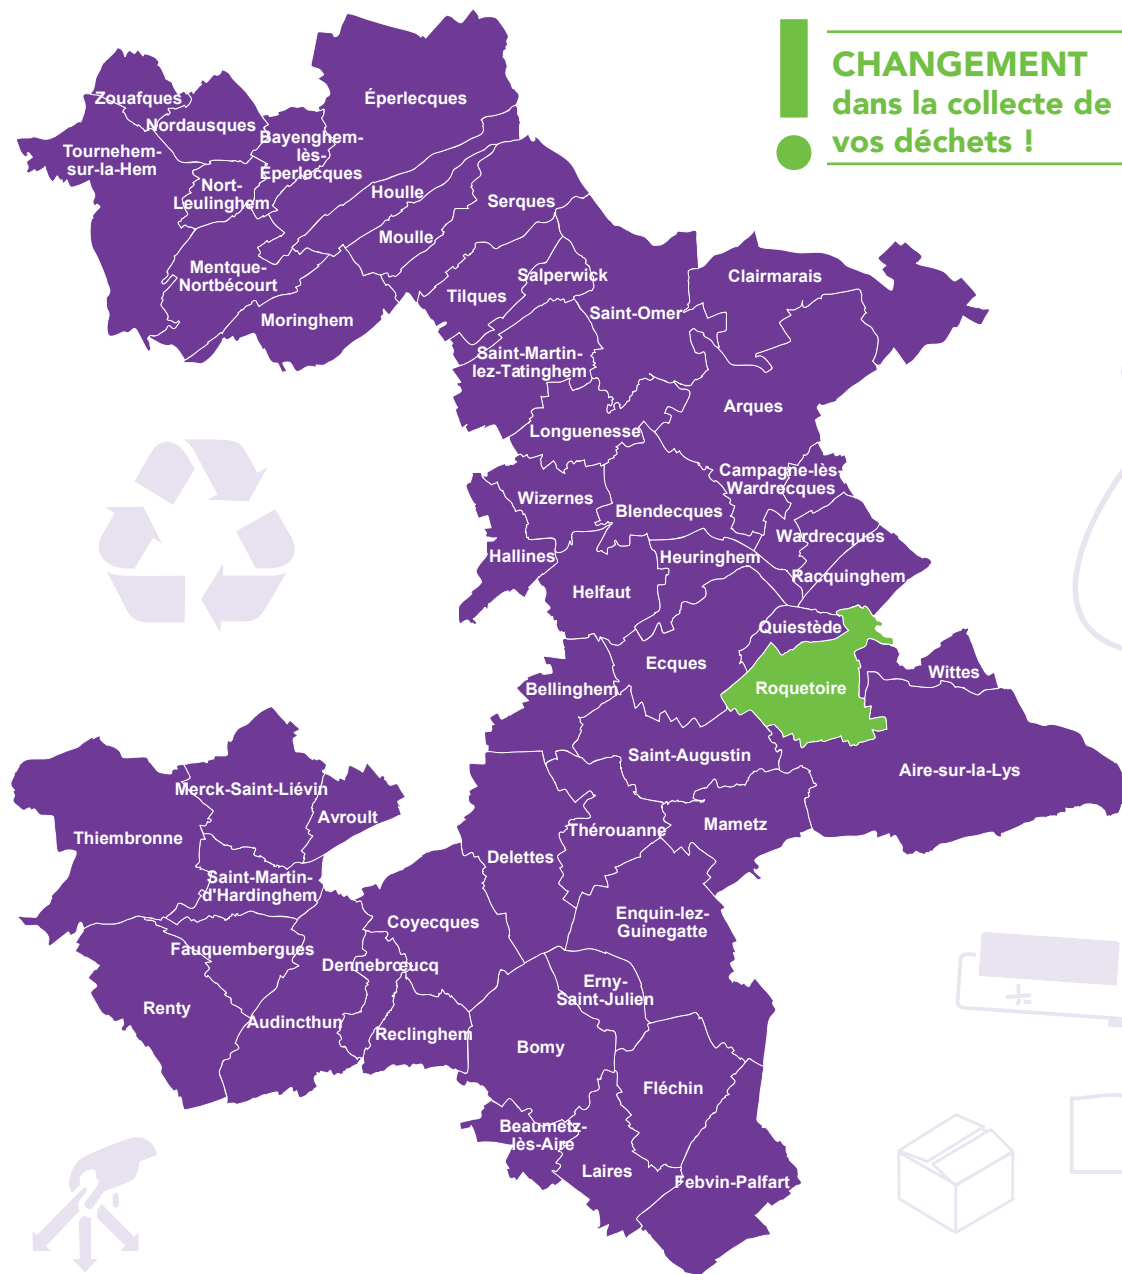 CHANGEMENT
dans la collecte de
vos déchets !
Zouafques
Éperlecques
Nordausques
Bayenghem-
lès-
Éperlocques
Tournehem-
sur-la-Hem
Nort-
Leulinghem
Houlle
Serques
Moulle
Mentque-
Nortbécourt
Salperwick
Clairmarais
Tilques
Moringhem
Saint-Omer
Saint-Martin-
lez-Tatinghem
Arques
Longuenesse
Campagne-lès-
Wardrecques
Wizernes
Blendecques
Wardrecques
Hallines
Heuringhem
Racquinghem
Helfaut
Quiestède
Ecques
Wittes
Bellinghem
Roquetoire
Saint-Augustin
Aire-sur-la-Lys
Merck-Saint-Liévin
Avroult
Thiembronne
Thérouanne
Mametz
Delettes
Saint-Martin-
d'Hardinghem
Coyecques
Enquin-lez-
Guinegatte
Fauquembergues
Dennebrœucq
Erny-
Saint-Julien
Renty
Audincthun
Reclinghem
Bomy
Fléchin
Beaumetz-
lès-Aire
Laires
Febvin-Palfart